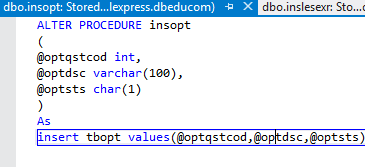 dbo.insopt: Stored...lexpress.dbeducom)
dbo.inslesexr: Sto...
ALTER PROCEDURE insopt
(
@optqstcod int,
@optdsc varchar(100),
@optsts char(1)
)
As
insert tbopt values(@optqstcod,@optdsc,@optsts)